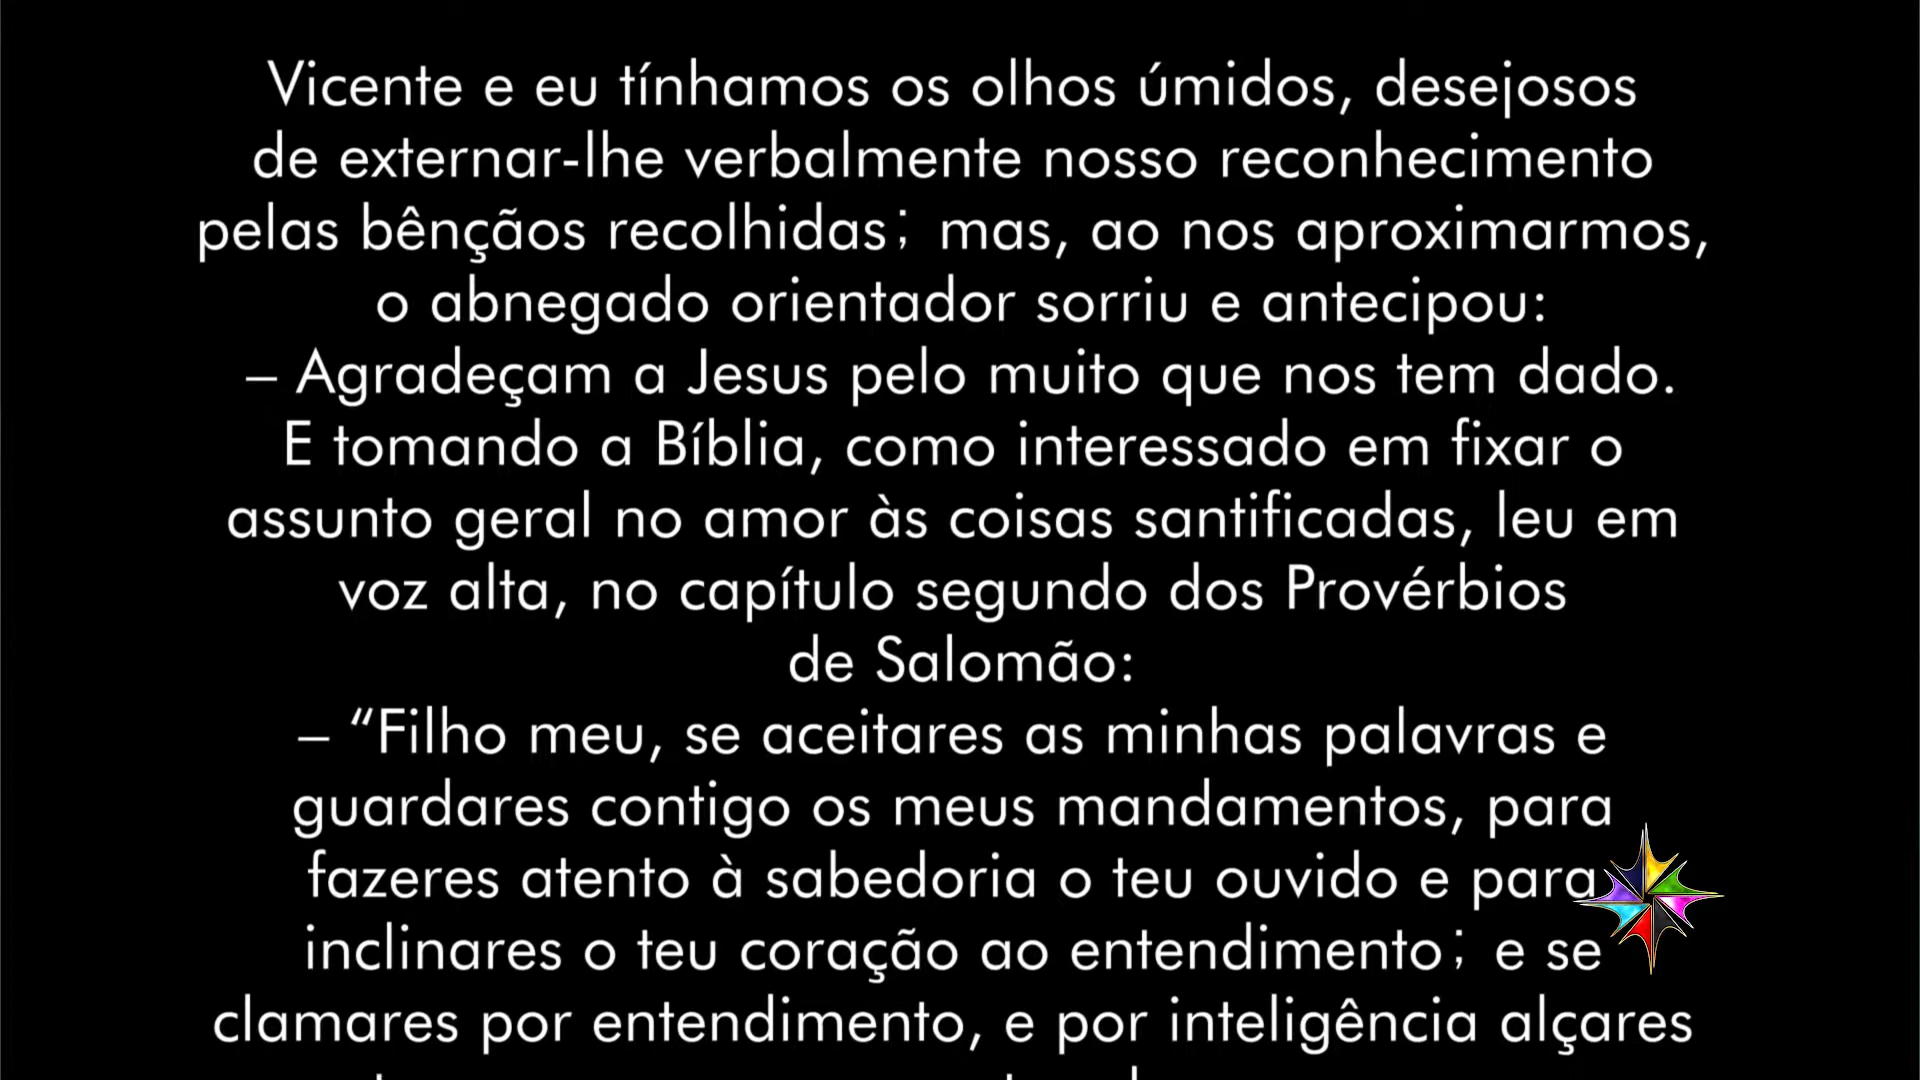 Vicente e eu tínhamos os olhos úmidos, desejosos
de externar-lhe verbalmente nosso reconhecimento
pelas bênçãos recolhidas; mas, ao nos aproximarmos,
o abnegado orientador sorriu e antecipou:
– Agradeçam a Jesus pelo muito que nos tem dado.
E tomando a Bíblia, como interessado em fixar o
assunto geral no amor às coisas santificadas, leu em
voz alta, no capítulo segundo dos Provérbios
de Salomão:
– “Filho meu, se aceitares as minhas palavras e
guardares contigo os meus mandamentos, para
fazeres atento à sabedoria o teu ouvido e para
inclinares o teu coração ao entendimento; e se
clamares por entendimento, e por inteligência alçares